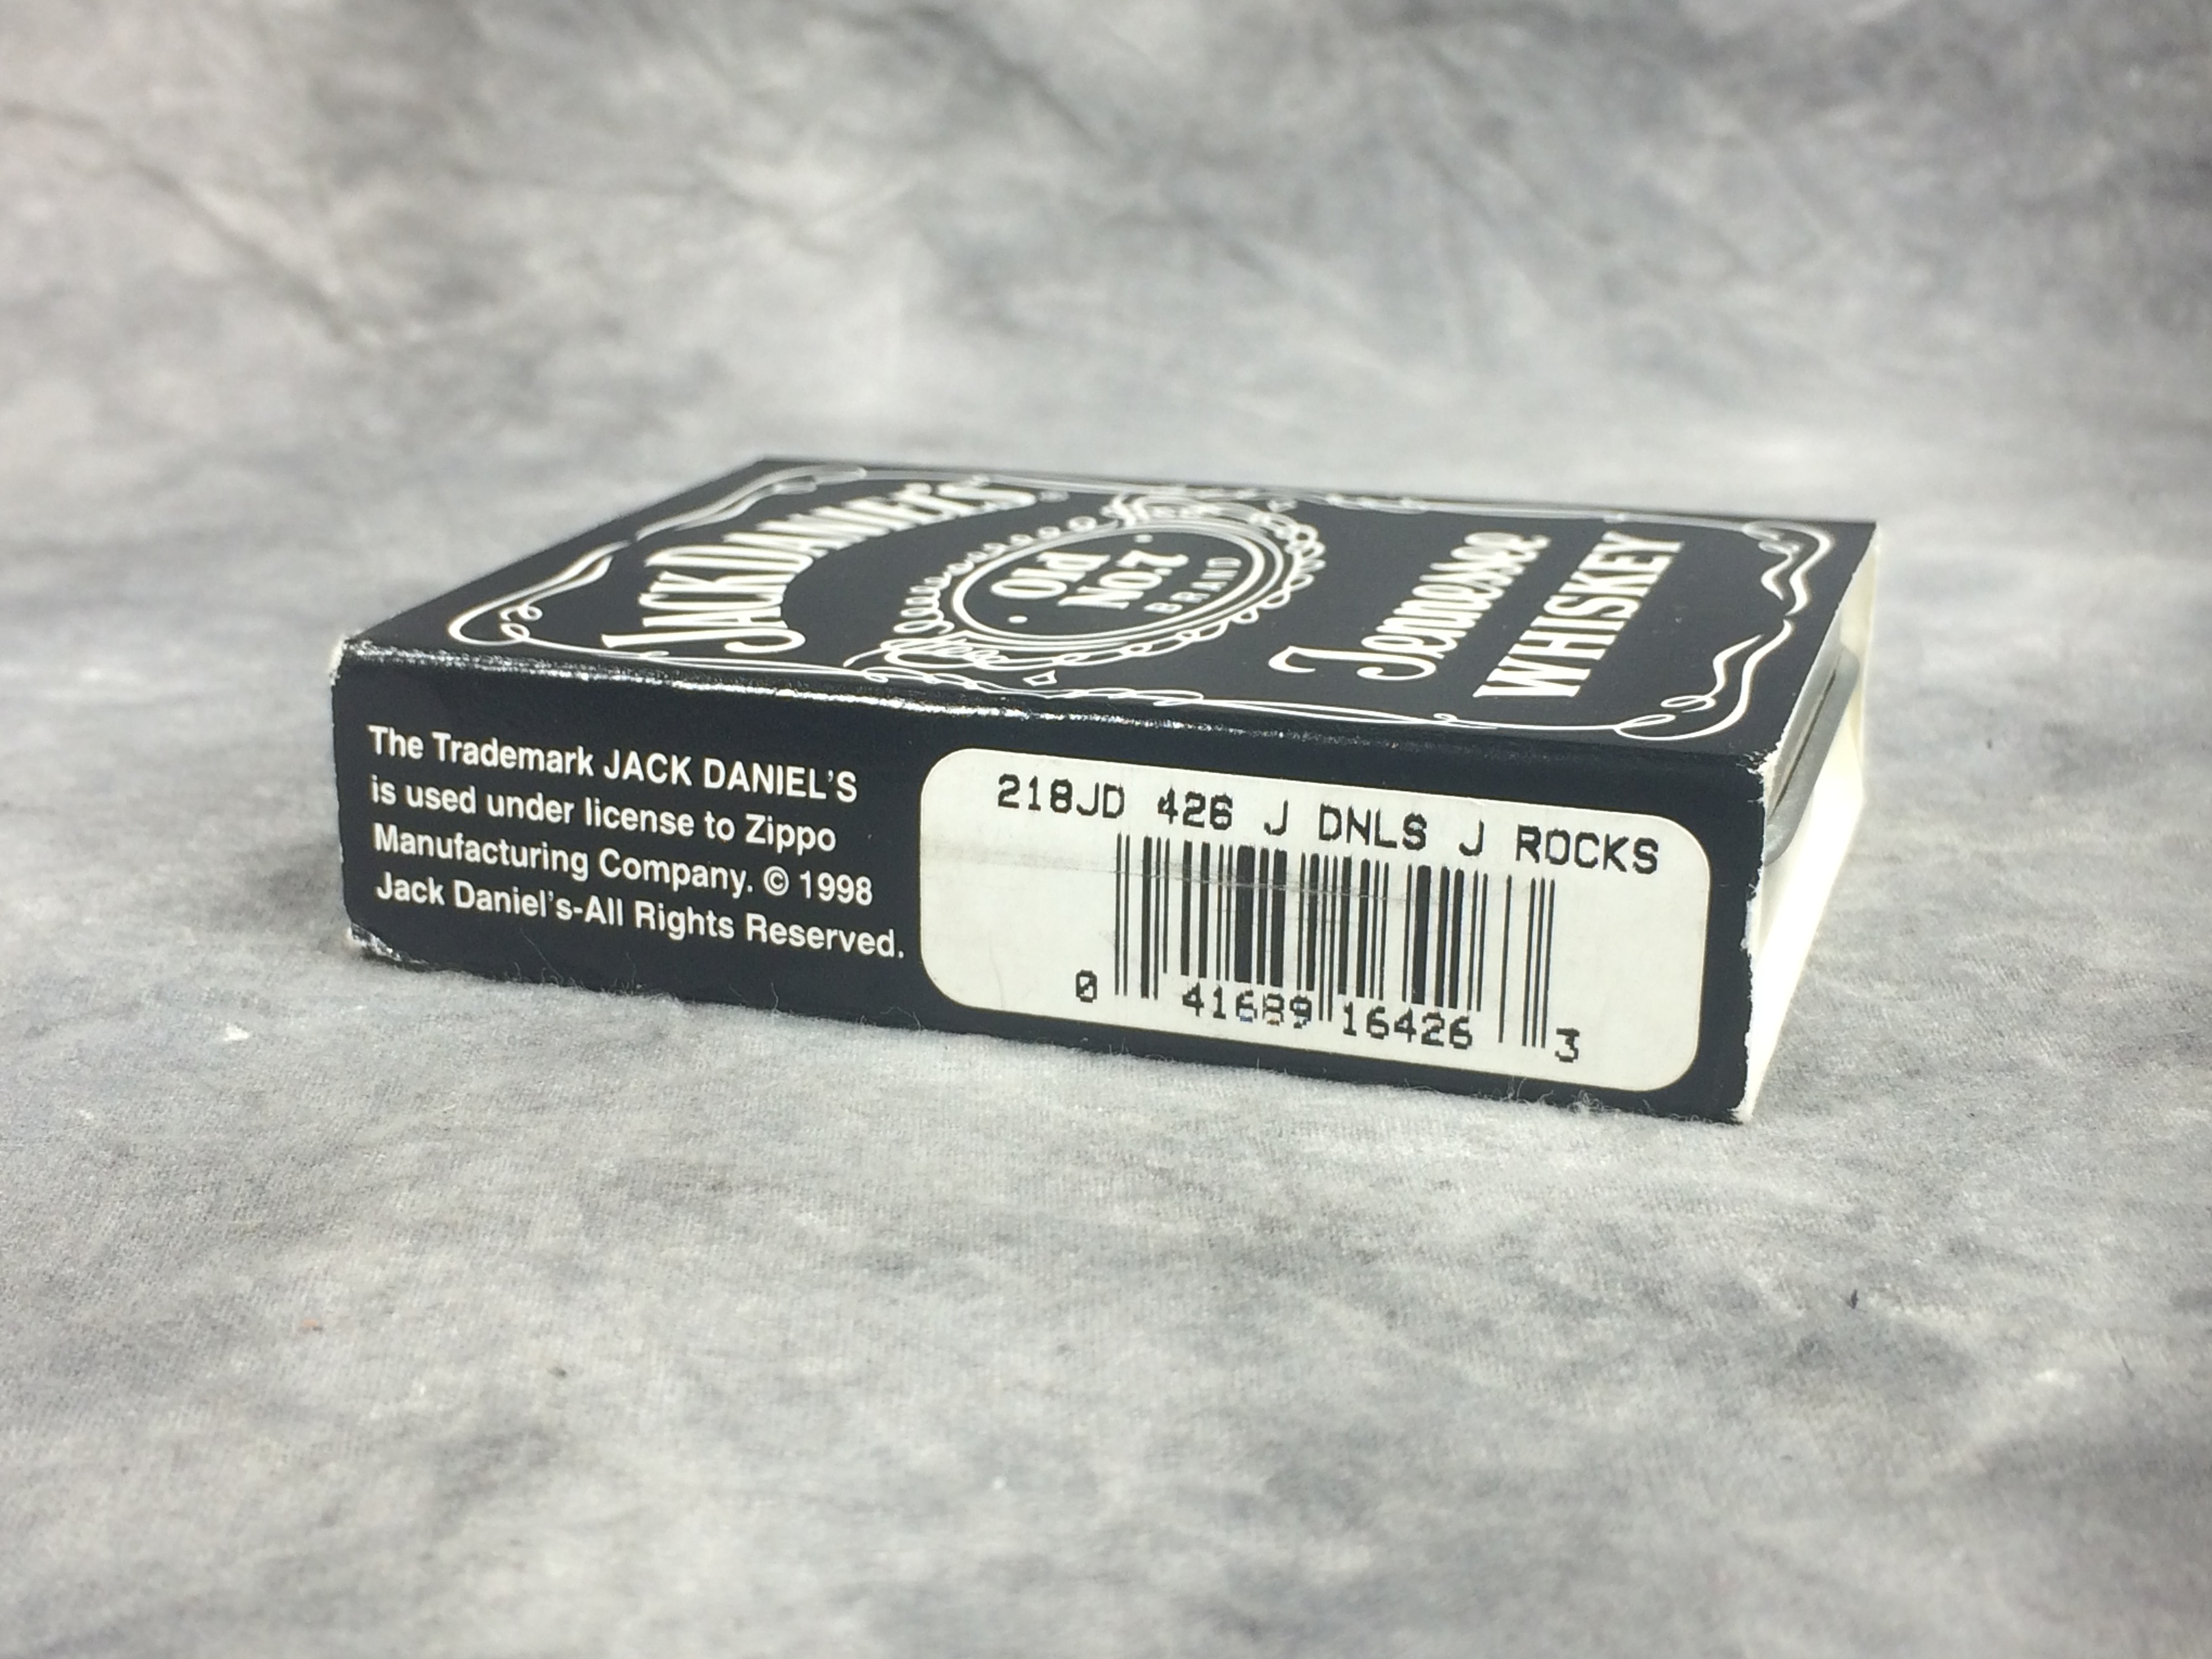 JACK DANIEL'S
Old
No. 7
BRAND
Tennessee
WHISKEY
The Trademark JACK DANIEL'S
is used under license to Zippo
Manufacturing Company. © 1998
Jack Daniel's-All Rights Reserved.
218JD 426 J DNLS J ROCKS
0 41689 16426 3